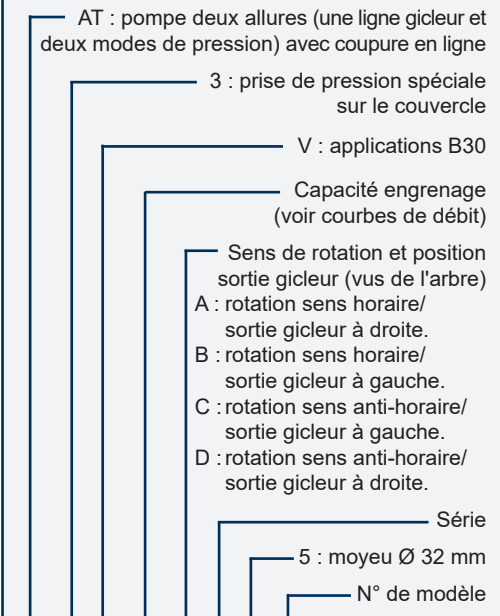 AT : pompe deux allures (une ligne gicleur et
deux modes de pression) avec coupure en ligne
3 : prise de pression spéciale
sur le couvercle
V : applications B30
Capacité engrenage
(voir courbes de débit)
Sens de rotation et position
sortie gicleur (vus de l'arbre)
A : rotation sens horaire/
sortie gicleur à droite.
B : rotation sens horaire/
sortie gicleur à gauche.
C : rotation sens anti-horaire/
sortie gicleur à gauche.
D : rotation sens anti-horaire/
sortie gicleur à droite.
Série
5 : moyeu Ø 32 mm
N° de modèle